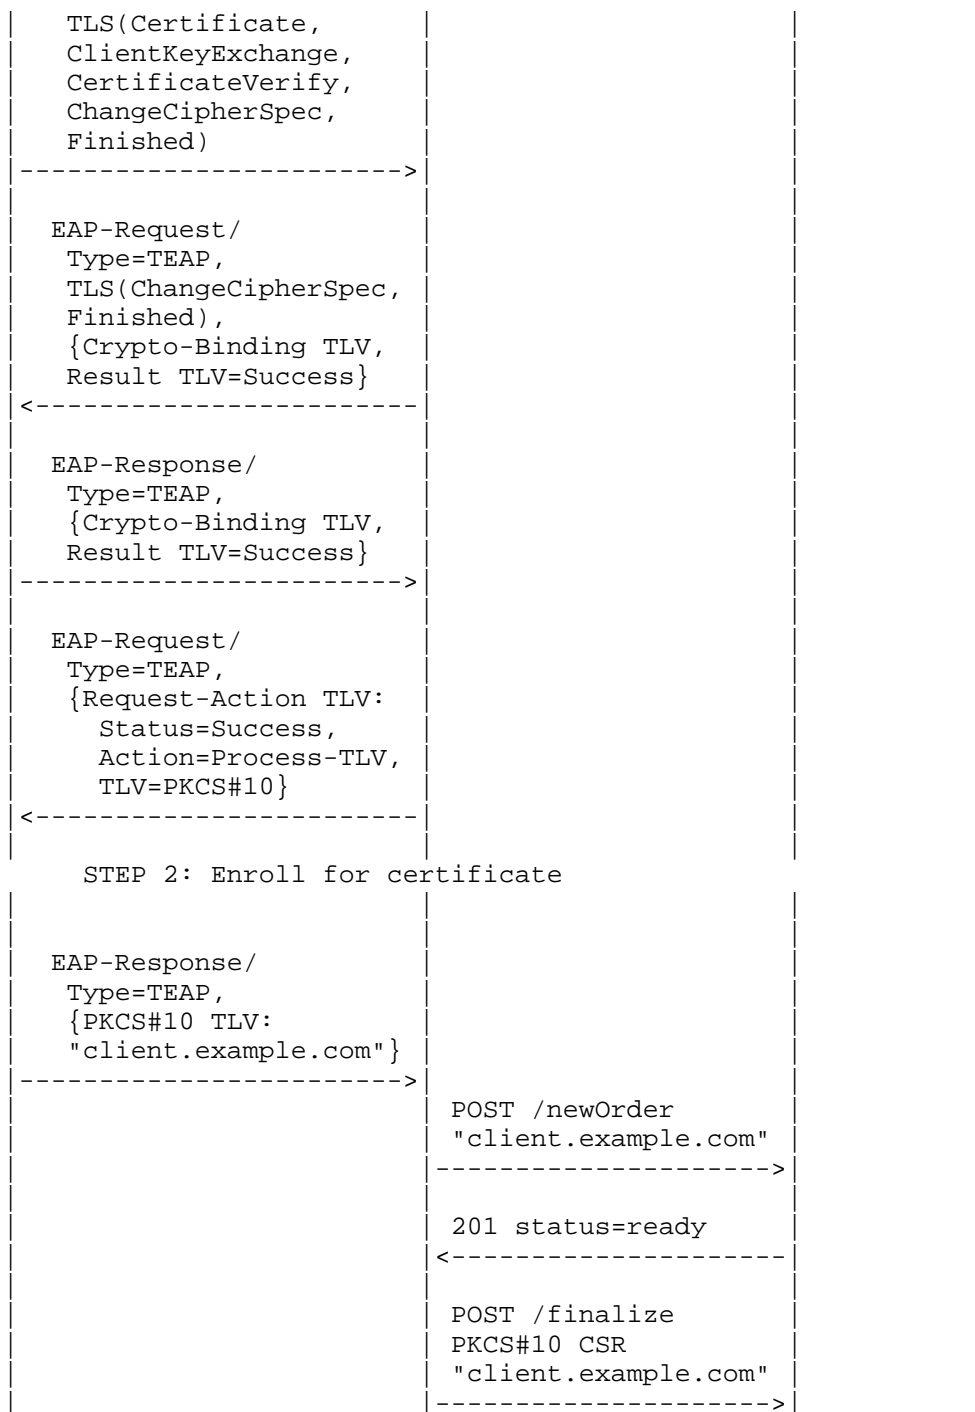 TLS(Certificate,
ClientKeyExchange,
CertificateVerify,
ChangeCipherSpec,
Finished)
EAP-Request/
Type=TEAP,
TLS(ChangeCipherSpec,
Finished),
{Crypto-Binding TLV,
Result TLV=Success}
EAP-Response/
Type=TEAP,
{Crypto-Binding TLV,
Result TLV=Success}
EAP-Request/
Type=TEAP,
{Request-Action TLV:
Status=Success,
Action=Process-TLV,
TLV=PKCS#10}
STEP 2: Enroll for certificate
EAP-Response/
Type=TEAP,
{PKCS#10 TLV:
"client.example.com"}
POST /newOrder
"client.example.com"
201 status=ready
POST /finalize
PKCS#10 CSR
"client.example.com"